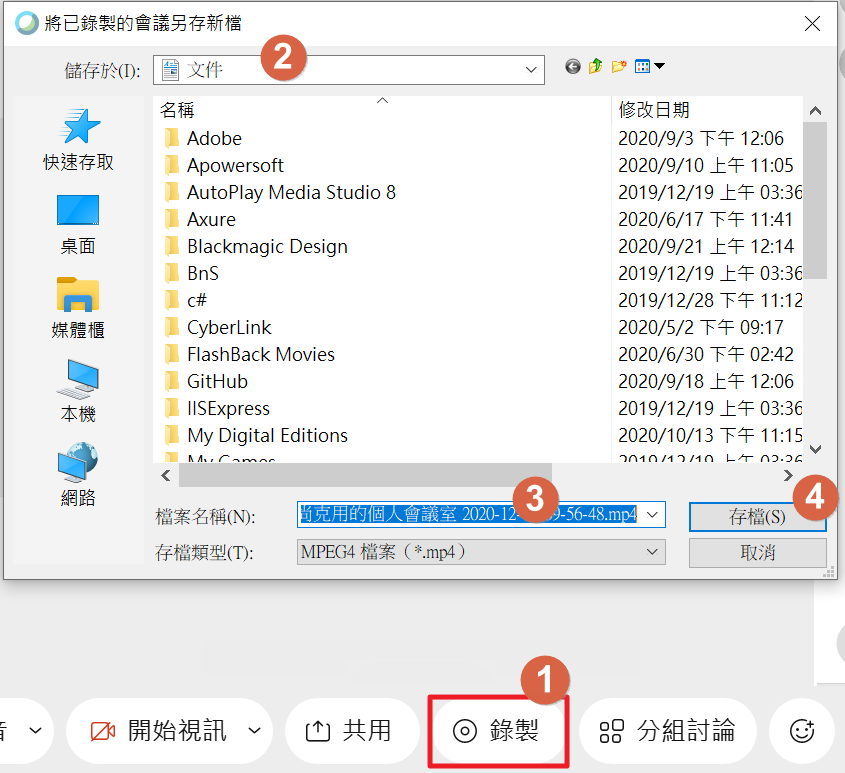 將已錄製的會議另存新檔
儲存於(I):
文件
2
名稱
修改日期
Adobe
2020/9/3 下午 12:06
Apowersoft
2020/9/10 上午 11:05
AutoPlay Media Studio 8
2019/12/19 上午 03:36
Axure
2020/6/17 下午 11:41
Blackmagic Design
2020/9/21 上午 12:14
BnS
2019/12/19 上午 03:36
c#
2019/12/28 下午 11:12
CyberLink
2020/5/2 下午 09:17
FlashBack Movies
2020/6/30 下午 02:42
GitHub
2020/9/18 上午 12:06
IISExpress
2019/12/19 上午 03:36
My Digital Editions
2020/10/13 下午 11:15
My Games
2019/12/19 上午 03:36
快速存取
桌面
媒體櫃
本機
網路
檔案名稱(N):
尚克用的個人會議室 2020-12- 9-56-48.mp4
3
存檔(S)
4
存檔類型(T):
MPEG4 檔案（*.mp4）
取消
1
音
開始視訊
共用
錄製
分組討論